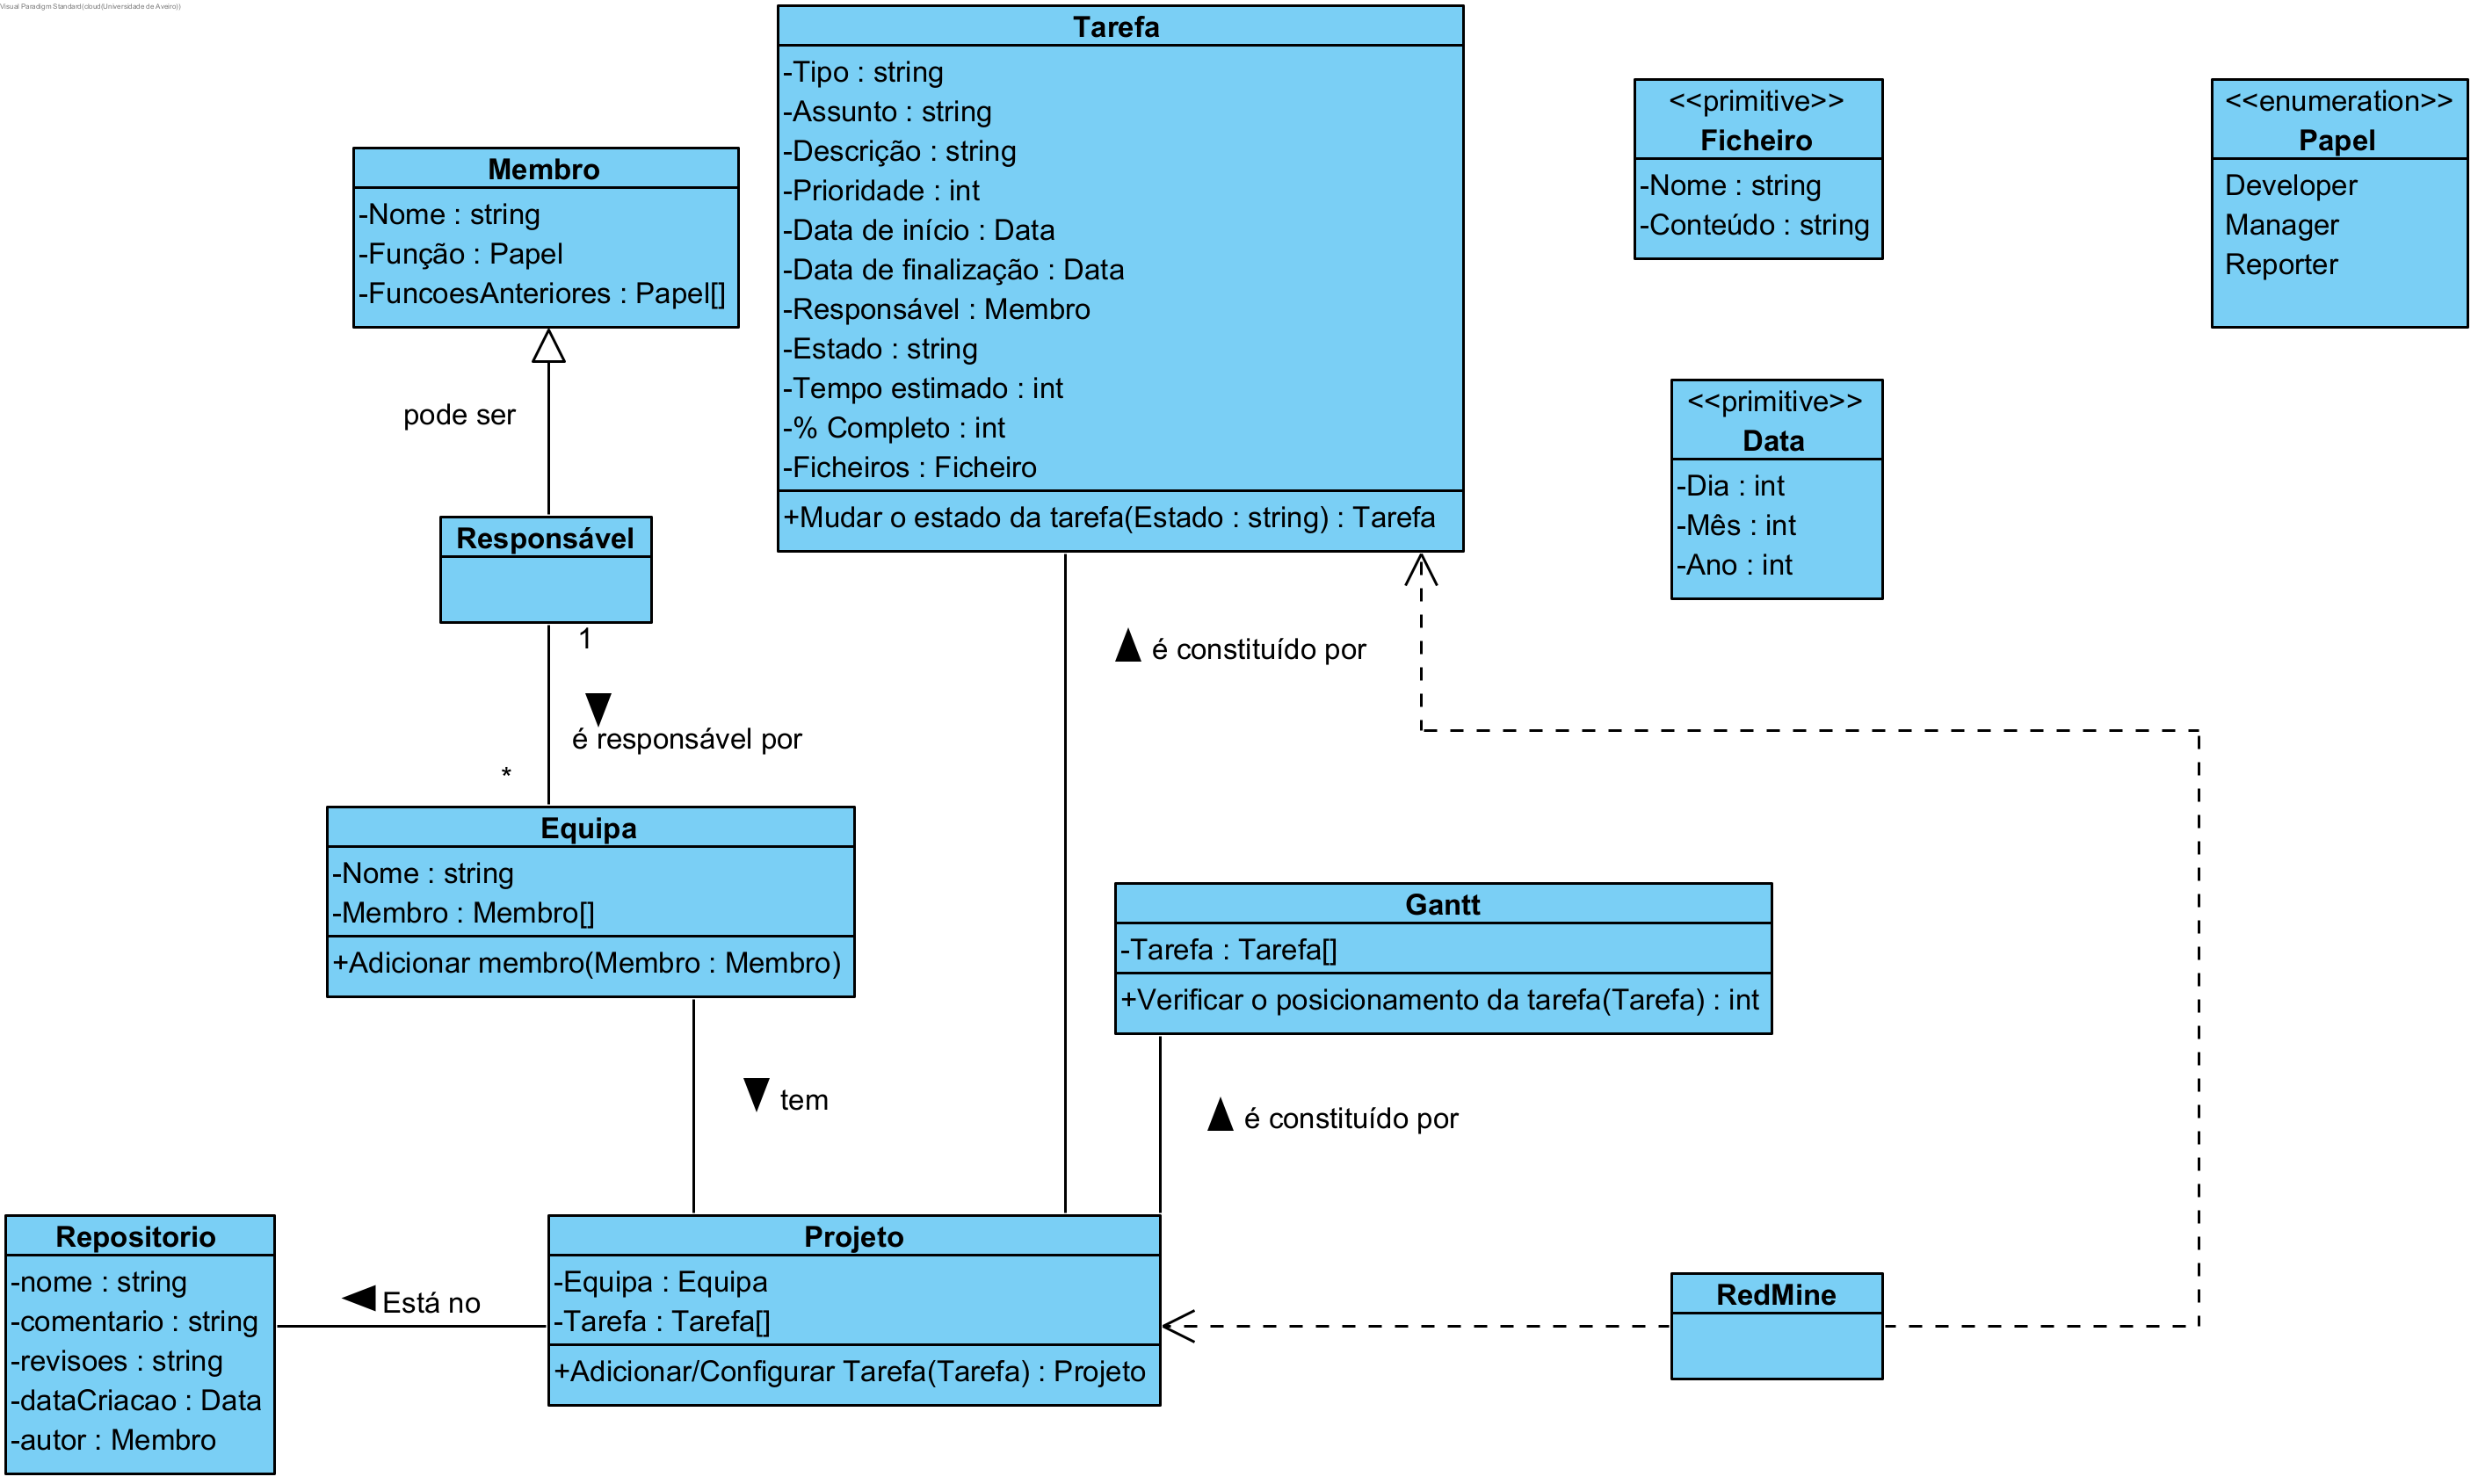 Visual Paradigm Standard(cloud(Universidade de Aveiro))
Tarefa
-Tipo : string
-Assunto : string
-Descrição : string
-Prioridade : int
-Data de início : Data
-Data de finalização : Data
-Responsável : Membro
-Estado : string
-Tempo estimado : int
-% Completo : int
-Ficheiros : Ficheiro
+Mudar o estado da tarefa(Estado : string) : Tarefa
<<primitive>>
Ficheiro
-Nome : string
-Conteúdo : string
<<enumeration>>
Papel
Developer
Manager
Reporter
Membro
-Nome : string
-Função : Papel
-FuncoesAnteriores : Papel[]
<<primitive>>
Data
-Dia : int
-Mês : int
-Ano : int
pode ser
Responsável
1
é responsável por
*
é constituído por
Equipa
-Nome : string
-Membro : Membro[]
+Adicionar membro(Membro : Membro)
Gantt
-Tarefa : Tarefa[]
+Verificar o posicionamento da tarefa(Tarefa) : int
tem
é constituído por
Repositorio
-nome : string
-comentario : string
-revisoes : string
-dataCriacao : Data
-autor : Membro
Está no
Projeto
-Equipa : Equipa
-Tarefa : Tarefa[]
+Adicionar/Configurar Tarefa(Tarefa) : Projeto
RedMine